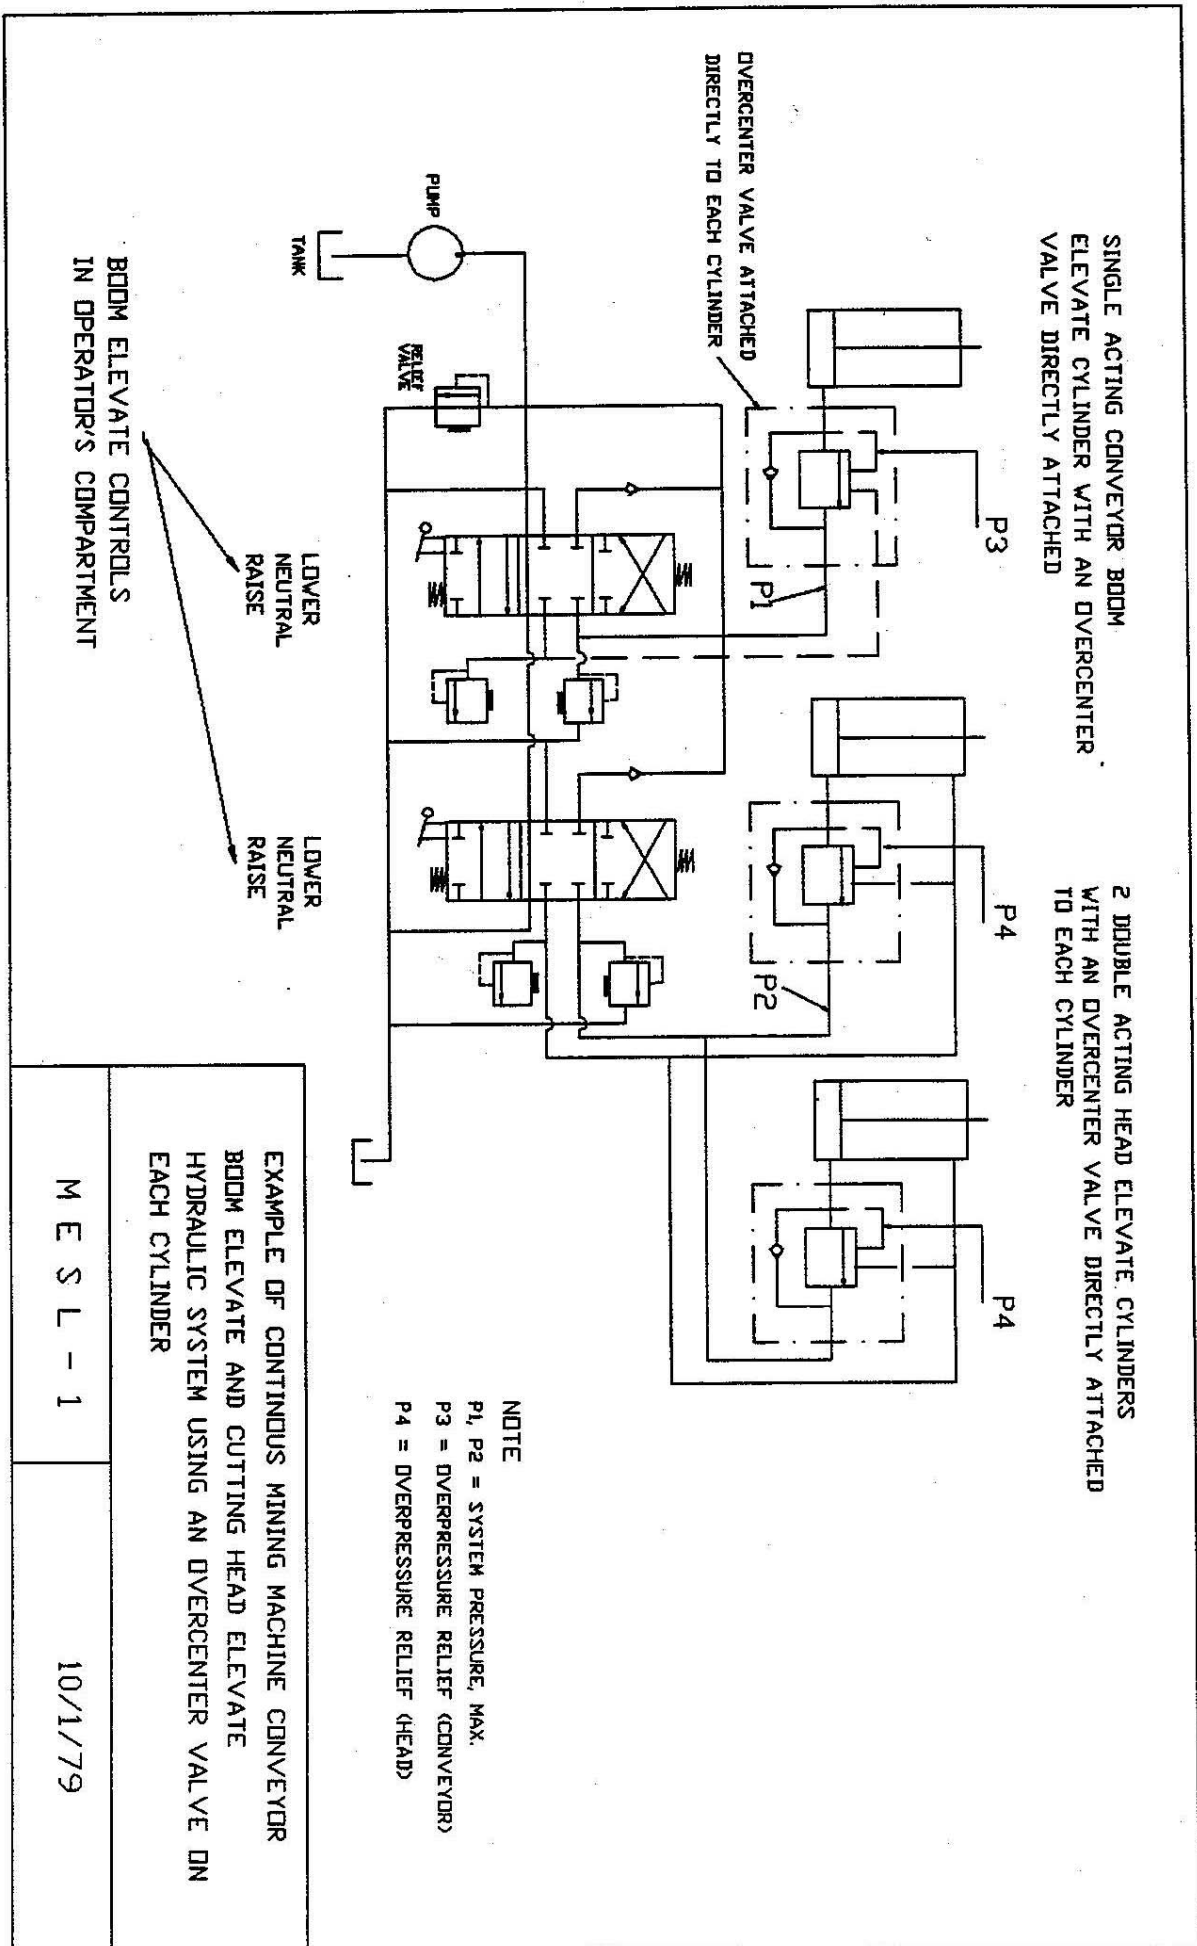 SINGLE ACTING CONVEYOR BOOM
ELEVATE CYLINDER WITH AN OVERCENTER
VALVE DIRECTLY ATTACHED
2 DOUBLE ACTING HEAD ELEVATE CYLINDERS
WITH AN OVERCENTER VALVE DIRECTLY ATTACHED
TO EACH CYLINDER
P3
P4
P4
OVERCENTER VALVE ATTACHED
DIRECTLY TO EACH CYLINDER
P1
P2
PUMP
TANK
RELIEF
VALVE
LOWER
NEUTRAL
RAISE
LOWER
NEUTRAL
RAISE
BOOM ELEVATE CONTROLS
IN OPERATOR'S COMPARTMENT
NOTE
P1, P2 = SYSTEM PRESSURE, MAX.
P3 = OVERPRESSURE RELIEF (CONVEYOR)
P4 = OVERPRESSURE RELIEF (HEAD)
EXAMPLE OF CONTINOUS MINING MACHINE CONVEYOR
BOOM ELEVATE AND CUTTING HEAD ELEVATE
HYDRAULIC SYSTEM USING AN OVERCENTER VALVE ON
EACH CYLINDER
M E S L - 1
10/1/79